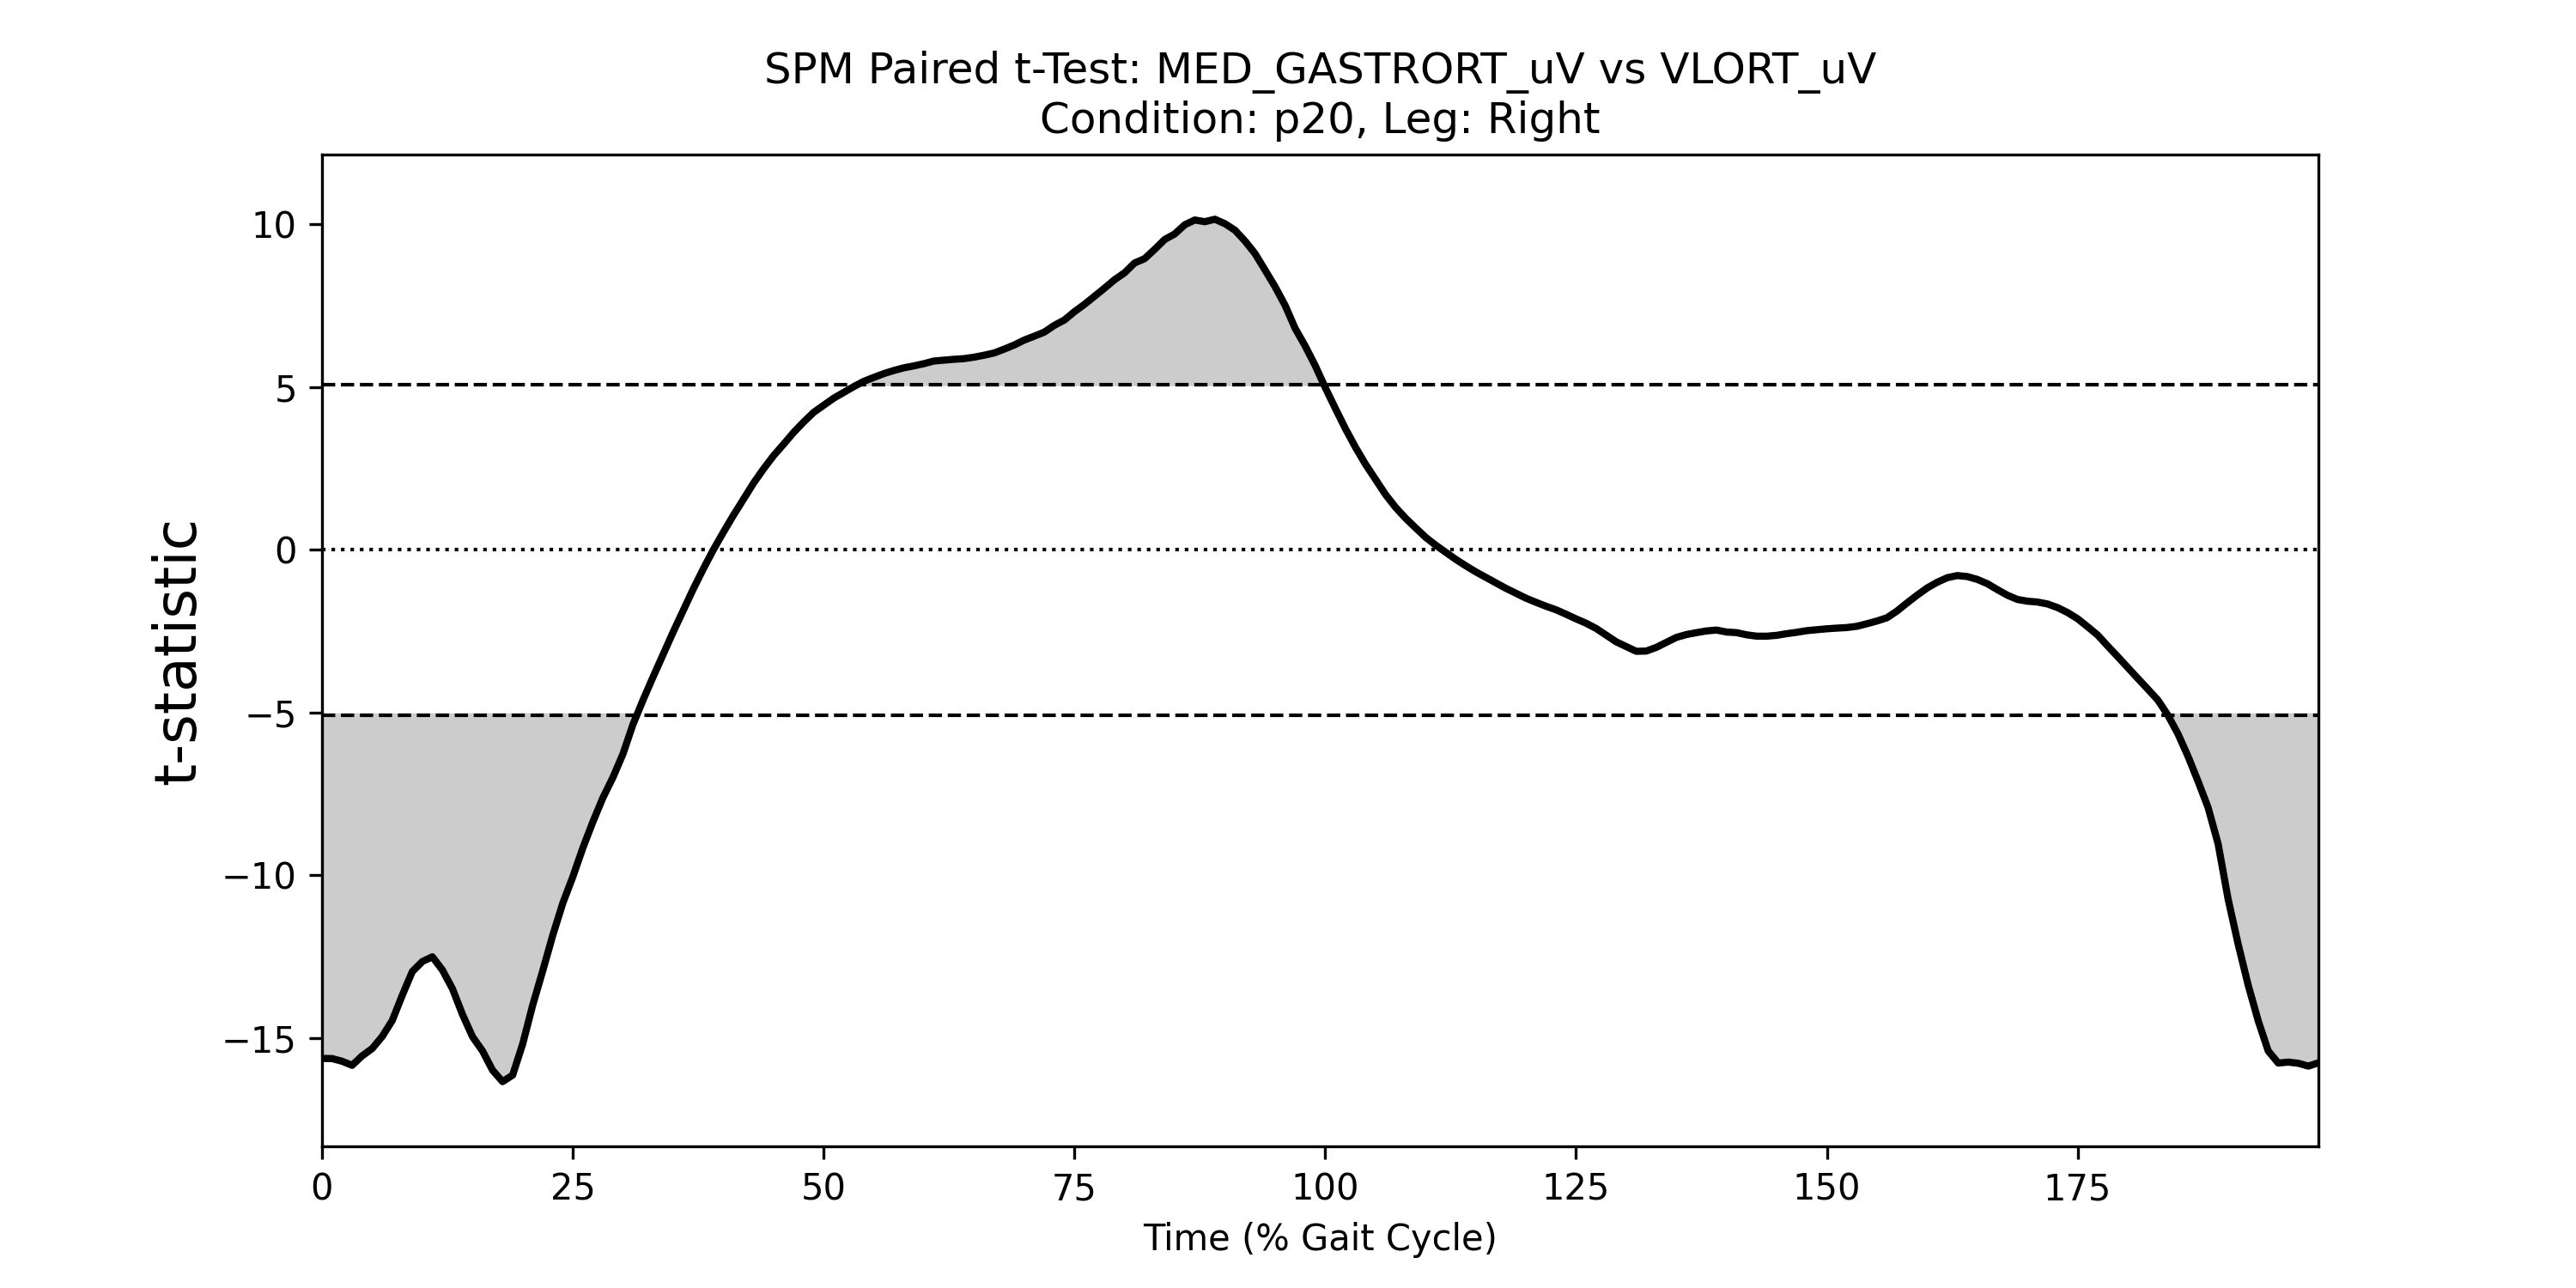 SPM Paired t-Test: MED_GASTRORT_uV vs VLORT_uV
Condition: p20, Leg: Right
10
5
0
−5
−10
−15
t-statistic
0 25 50 75 100 125 150 175
Time (% Gait Cycle)